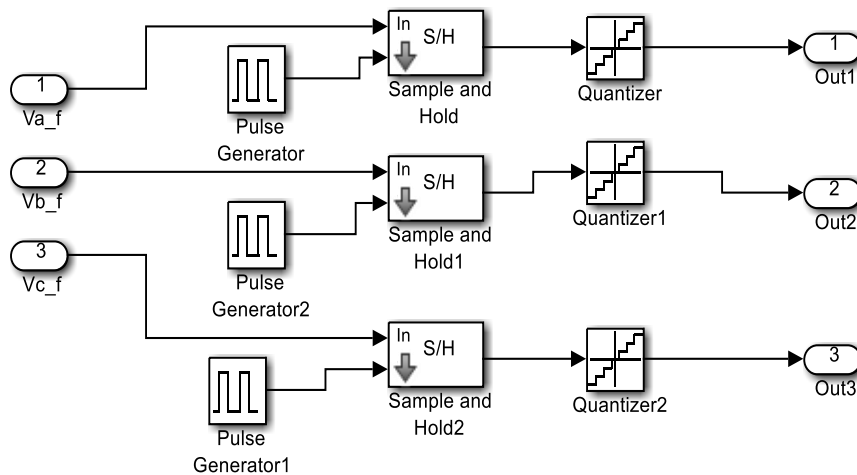 1
Va_f
Pulse
Generator
In
S/H
Sample and
Hold
Quantizer
1
Out1
2
Vb_f
Pulse
Generator2
In
S/H
Sample and
Hold1
Quantizer1
2
Out2
3
Vc_f
Pulse
Generator1
In
S/H
Sample and
Hold2
Quantizer2
3
Out3